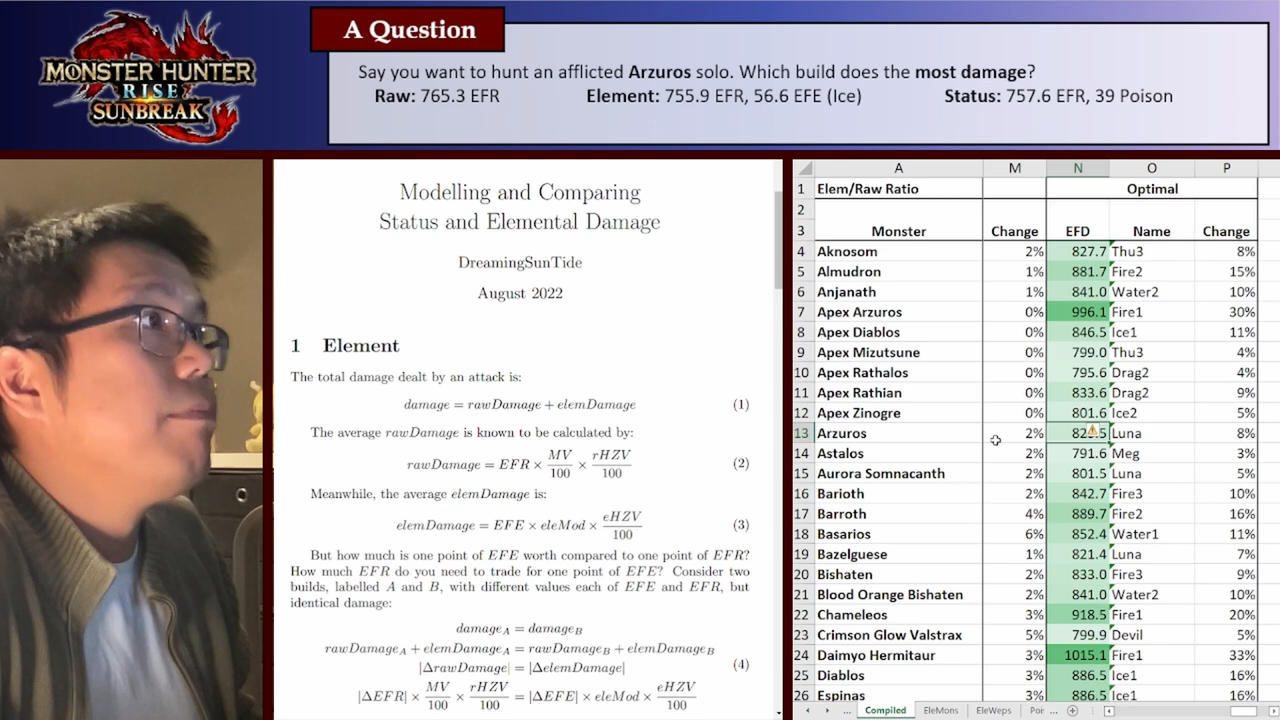 MONSTER HUNTER
RISE
SUNBREAK
A Question
Say you want to hunt an afflicted Arzuros solo. Which build does the most damage?
Raw: 765.3 EFR Element: 755.9 EFR, 56.6 EFE (Ice) Status: 757.6 EFR, 39 Poison
Modelling and Comparing
Status and Elemental Damage
DreamingSunTide
August 2022
1 Element
The total damage dealt by an attack is:
damage = rawDamage + elemDamage (1)
The average rawDamage is known to be calculated by:
rawDamage = EFR × MV/100 × rHZV/100 (2)
Meanwhile, the average elemDamage is:
elemDamage = EFE × eleMod × eHZV/100 (3)
But how much is one point of EFE worth compared to one point of EFR?
How much EFR do you need to trade for one point of EFE? Consider two
builds, labelled A and B, with different values each of EFE and EFR, but
identical damage:
damage_A = damage_B
rawDamage_A + elemDamage_A = rawDamage_B + elemDamage_B
|ΔrawDamage| = |ΔelemDamage| (4)
|ΔEFR| × MV/100 × rHZV/100 = |ΔEFE| × eleMod × eHZV/100
A M N O P
1 Elem/Raw Ratio Optimal
2
3 Monster Change EFD Name Change
4 Aknosom 2% 827.7 Thu3 8%
5 Almudron 1% 881.7 Fire2 15%
6 Anjanath 1% 841.0 Water2 10%
7 Apex Arzuros 0% 996.1 Fire1 30%
8 Apex Diablos 0% 846.5 Ice1 11%
9 Apex Mizutsune 0% 799.0 Thu3 4%
10 Apex Rathalos 0% 795.6 Drag2 4%
11 Apex Rathian 0% 833.6 Drag2 9%
12 Apex Zinogre 0% 801.6 Ice2 5%
13 Arzuros 2% Luna 8%
14 Astalos 2% 791.6 Meg 3%
15 Aurora Somnacanth 2% 801.5 Luna 5%
16 Barioth 2% 842.7 Fire3 10%
17 Barroth 4% 889.7 Fire2 16%
18 Basarios 6% 852.4 Water1 11%
19 Bazelguese 1% 821.4 Luna 7%
20 Bishaten 2% 833.0 Fire3 9%
21 Blood Orange Bishaten 2% 841.0 Water2 10%
22 Chameleos 3% 918.5 Fire1 20%
23 Crimson Glow Valstrax 5% 799.9 Devil 5%
24 Daimyo Hermitaur 3% 1015.1 Fire1 33%
25 Diablos 3% 886.5 Ice1 16%
26 Espinas 3% 886.5 Ice1 16%
... Compiled EleMons EleWeps Poi ...